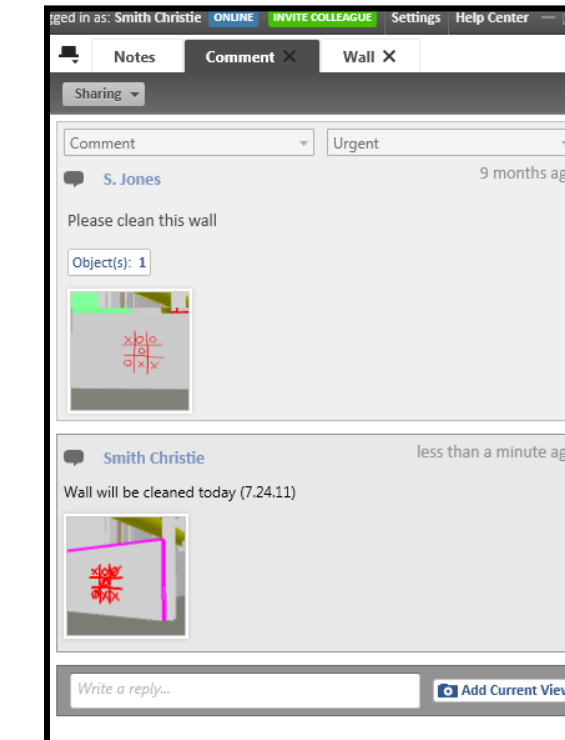 gged in as: Smith Christie ONLINE INVITE COLLEAGUE Settings Help Center
Notes Comment Wall
Sharing
Comment Urgent
S. Jones 9 months ag
Please clean this wall
Object(s): 1
x o o
o
o x x
Smith Christie less than a minute ag
Wall will be cleaned today (7.24.11)
Write a reply... Add Current View